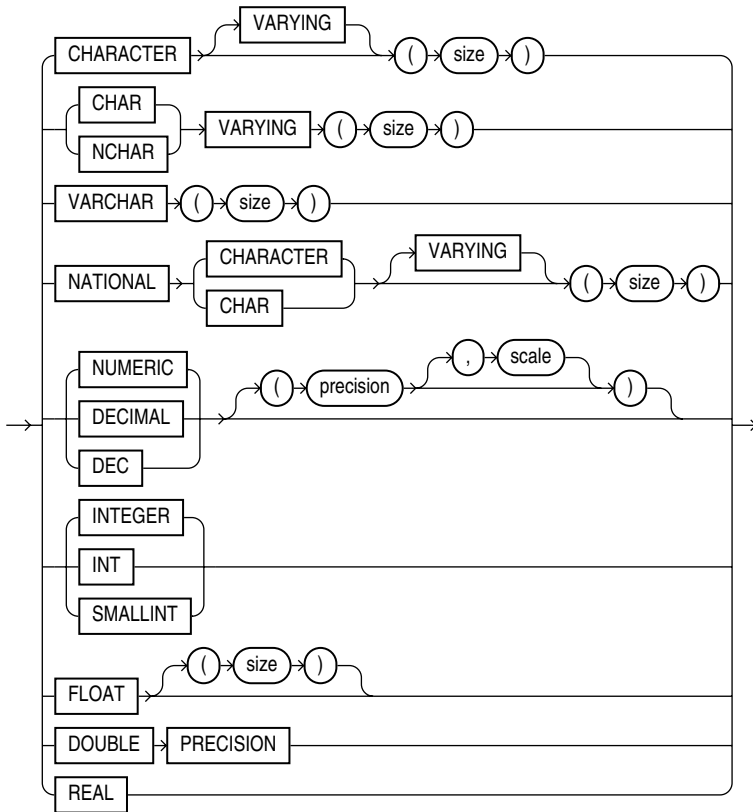 VARYING
CHARACTER ( size )
CHAR
NCHAR
VARYING ( size )
VARCHAR ( size )
NATIONAL
CHARACTER
CHAR
VARYING
( size )
NUMERIC
DECIMAL
DEC
( precision , scale )
INTEGER
INT
SMALLINT
FLOAT ( size )
DOUBLE PRECISION
REAL